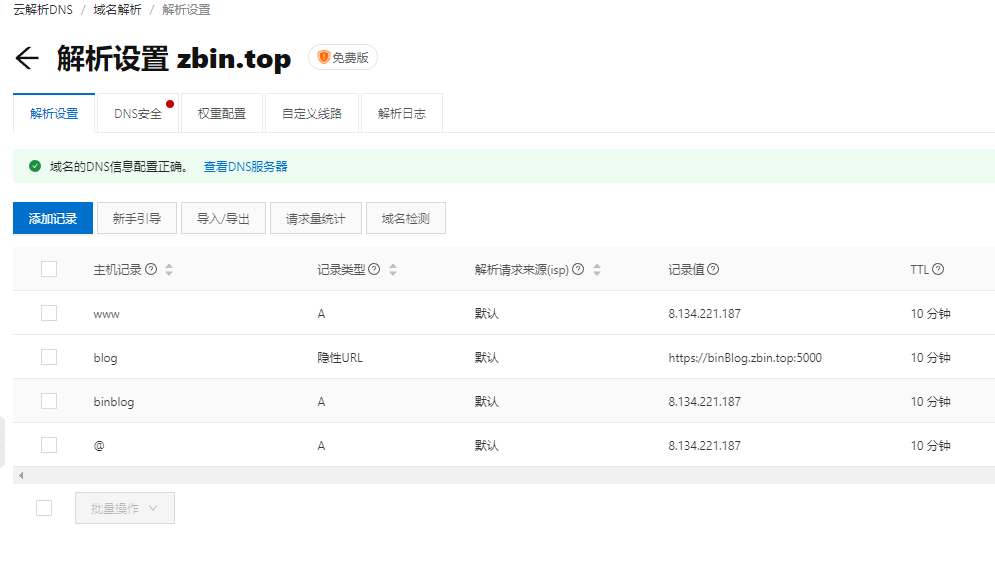 云解析DNS / 域名解析 / 解析设置
解析设置 zbin.top 免费版
解析设置 DNS安全 权重配置 自定义线路 解析日志
域名的DNS信息配置正确。 查看DNS服务器
添加记录 新手引导 导入/导出 请求量统计 域名检测
主机记录 记录类型 解析请求来源(isp) 记录值 TTL
www A 默认 8.134.221.187 10 分钟
blog 隐性URL 默认 https://binBlog.zbin.top:5000 10 分钟
binblog A 默认 8.134.221.187 10 分钟
@ A 默认 8.134.221.187 10 分钟
批量操作